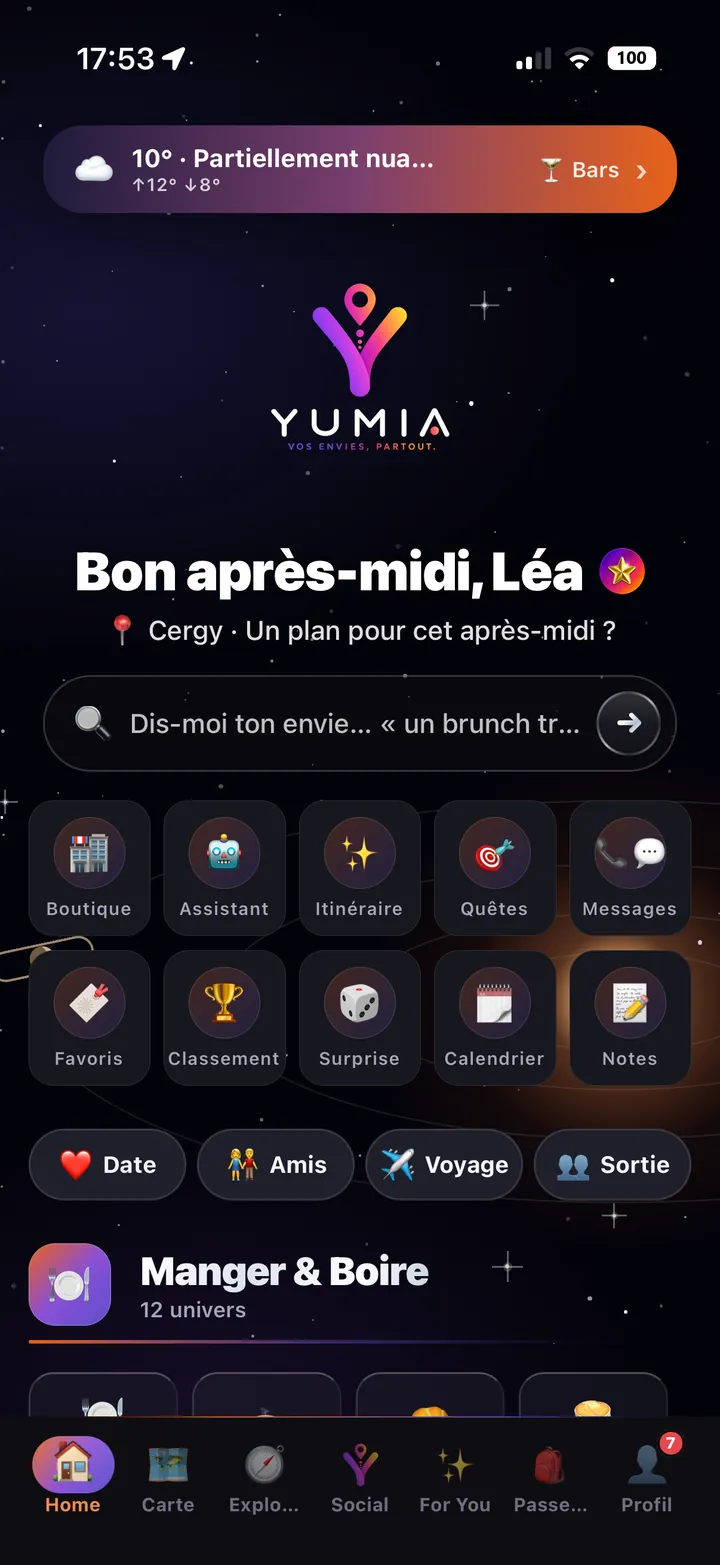 17:53
100
10° · Partiellement nua...
↑12° ↓8°
Bars ›
YUMIA
VOS ENVIES, PARTOUT.
Bon après-midi, Léa
Cergy · Un plan pour cet après-midi ?
Dis-moi ton envie... « un brunch tr...
Boutique
Assistant
Itinéraire
Quêtes
Messages
Favoris
Classement
Surprise
Calendrier
Notes
Date
Amis
Voyage
Sortie
Manger & Boire
12 univers
7
Home
Carte
Explo...
Social
For You
Passe...
Profil